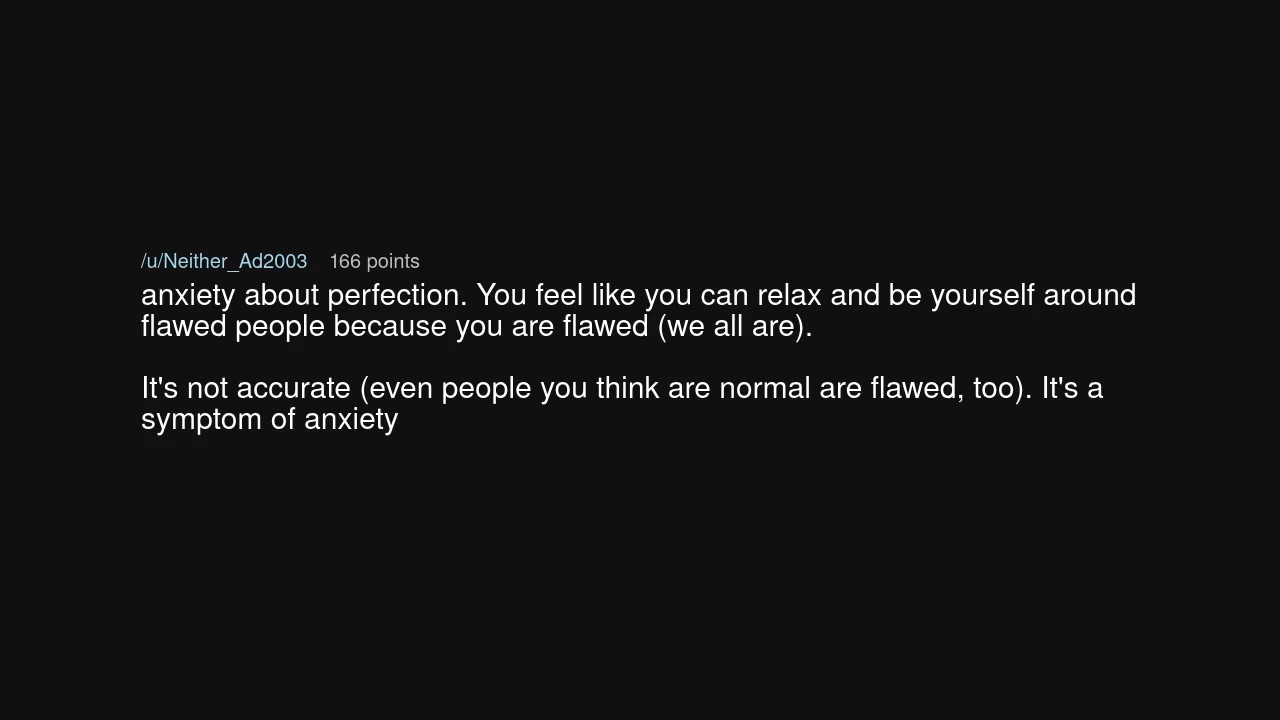 /u/Neither_Ad2003 166 points
anxiety about perfection. You feel like you can relax and be yourself around
flawed people because you are flawed (we all are).
It's not accurate (even people you think are normal are flawed, too). It's a
symptom of anxiety